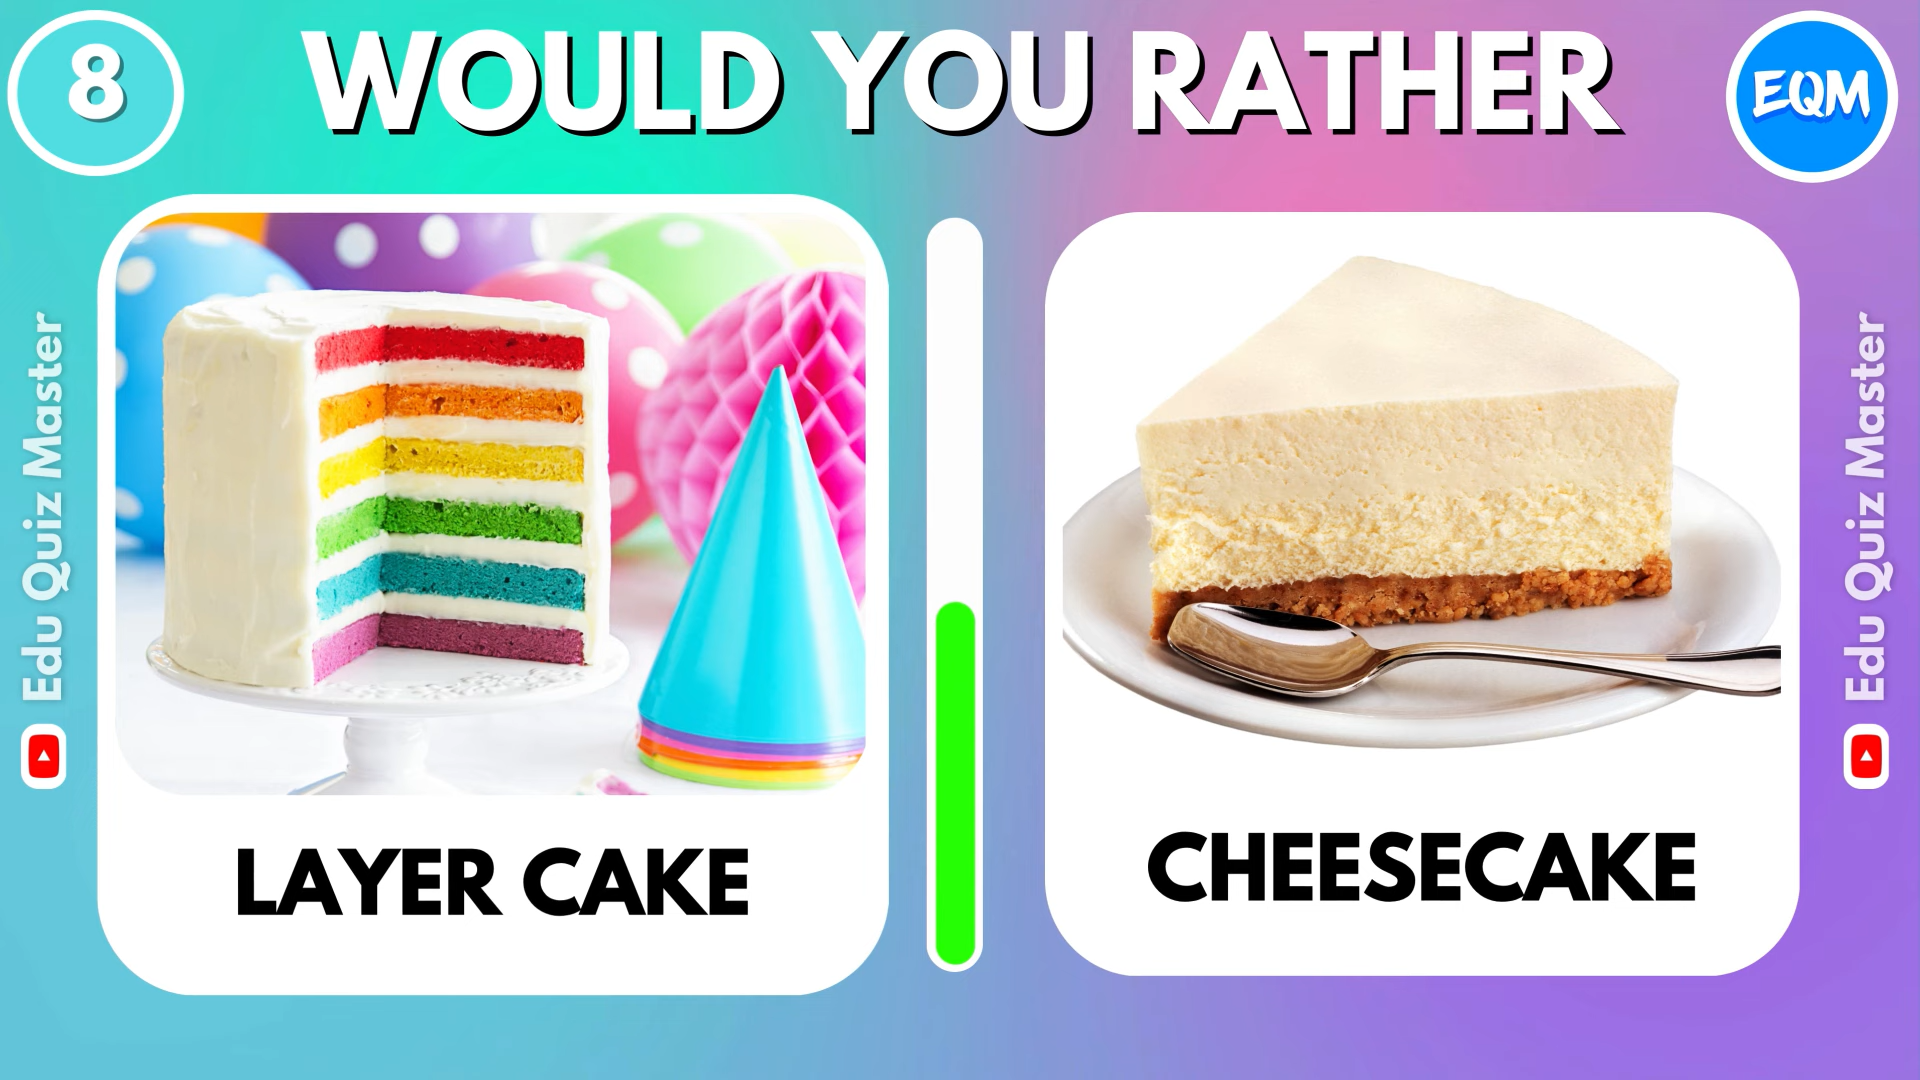 8
WOULD YOU RATHER
EQM
LAYER CAKE
CHEESECAKE
Edu Quiz Master
Edu Quiz Master